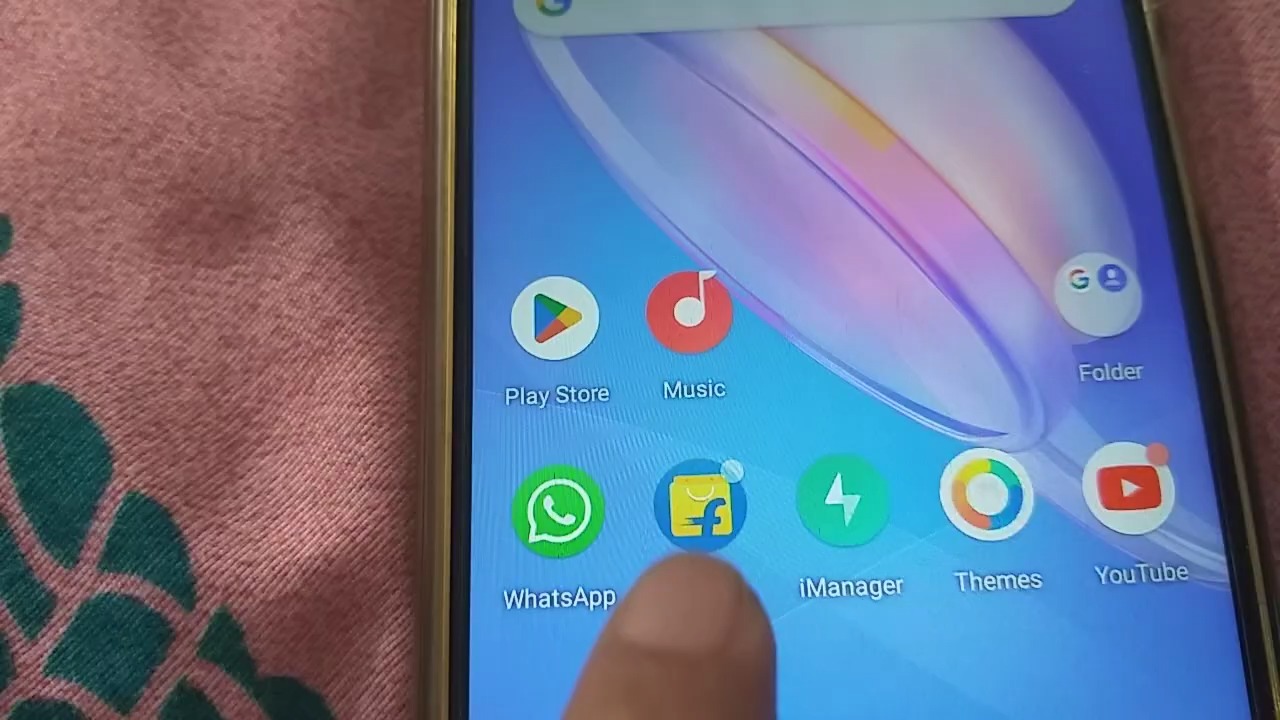 G
Play Store
Music
Folder
WhatsApp
iManager
Themes
YouTube